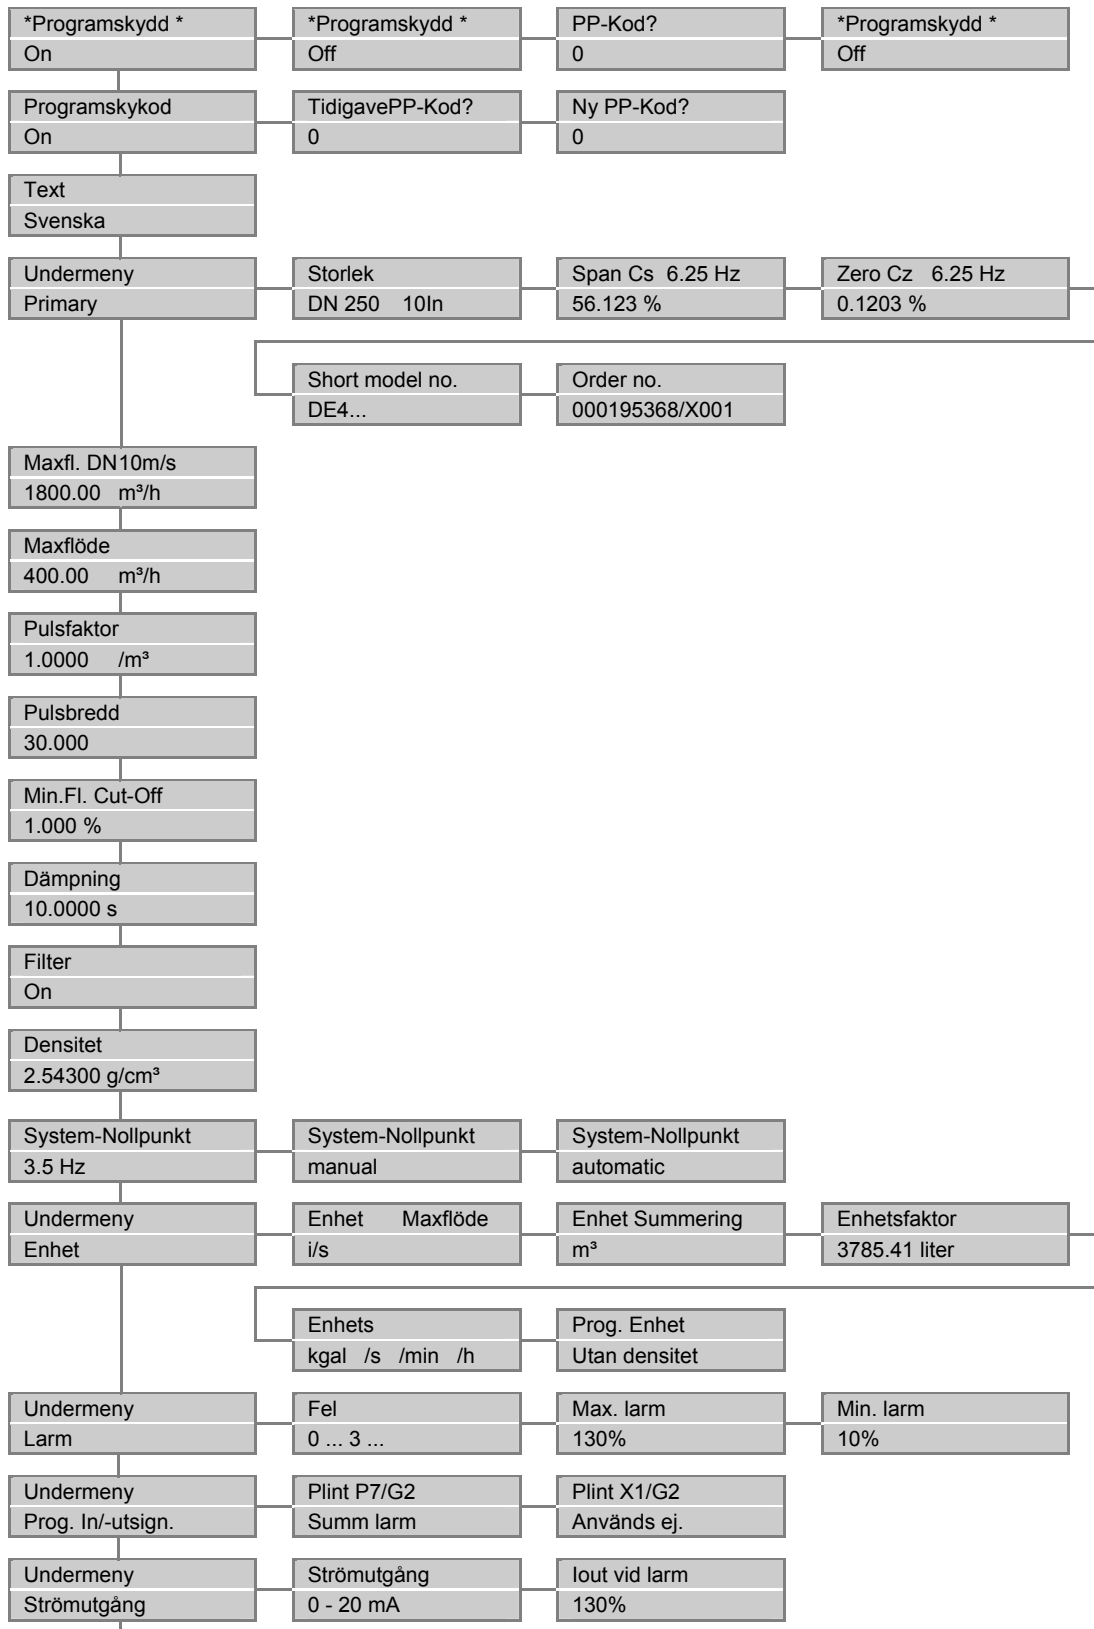 *Programskydd *
On
*Programskydd *
Off
PP-Kod?
0
*Programskydd *
Off
Programskykod
On
TidigavePP-Kod?
0
Ny PP-Kod?
0
Text
Svenska
Undermeny
Primary
Storlek
DN 250 10In
Span Cs 6.25 Hz
56.123 %
Zero Cz 6.25 Hz
0.1203 %
Short model no.
DE4...
Order no.
000195368/X001
Maxfl. DN10m/s
1800.00 m³/h
Maxflöde
400.00 m³/h
Pulsfaktor
1.0000 /m³
Pulsbredd
30.000
Min.Fl. Cut-Off
1.000 %
Dämpning
10.0000 s
Filter
On
Densitet
2.54300 g/cm³
System-Nollpunkt
3.5 Hz
System-Nollpunkt
manual
System-Nollpunkt
automatic
Undermeny
Enhet
Enhet Maxflöde
i/s
Enhet Summering
m³
Enhetsfaktor
3785.41 liter
Enhets
kgal /s /min /h
Prog. Enhet
Utan densitet
Undermeny
Larm
Fel
0 ... 3 ...
Max. larm
130%
Min. larm
10%
Undermeny
Prog. In/-utsign.
Plint P7/G2
Summ larm
Plint X1/G2
Används ej.
Undermeny
Strömutgång
Strömutgång
0 - 20 mA
Iout vid larm
130%